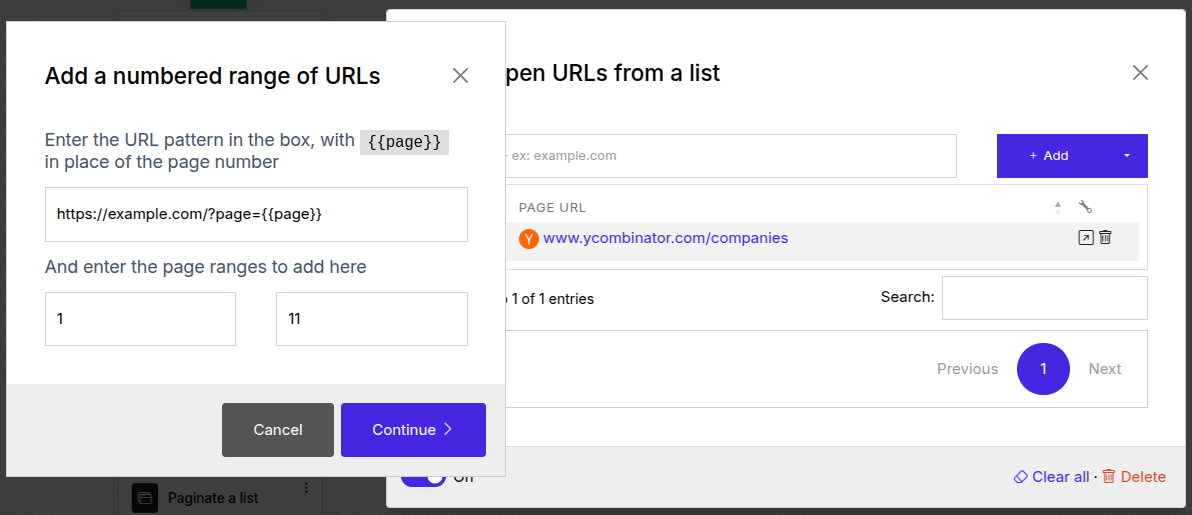 Add a numbered range of URLs
Enter the URL pattern in the box, with {{page}}
in place of the page number
https://example.com/?page={{page}}
And enter the page ranges to add here
1
11
Cancel
Continue
pen URLs from a list
ex: example.com
+ Add
PAGE URL
Y
www.ycombinator.com/companies
1 of 1 entries
Search:
Previous
1
Next
Clear all · Delete
Paginate a list